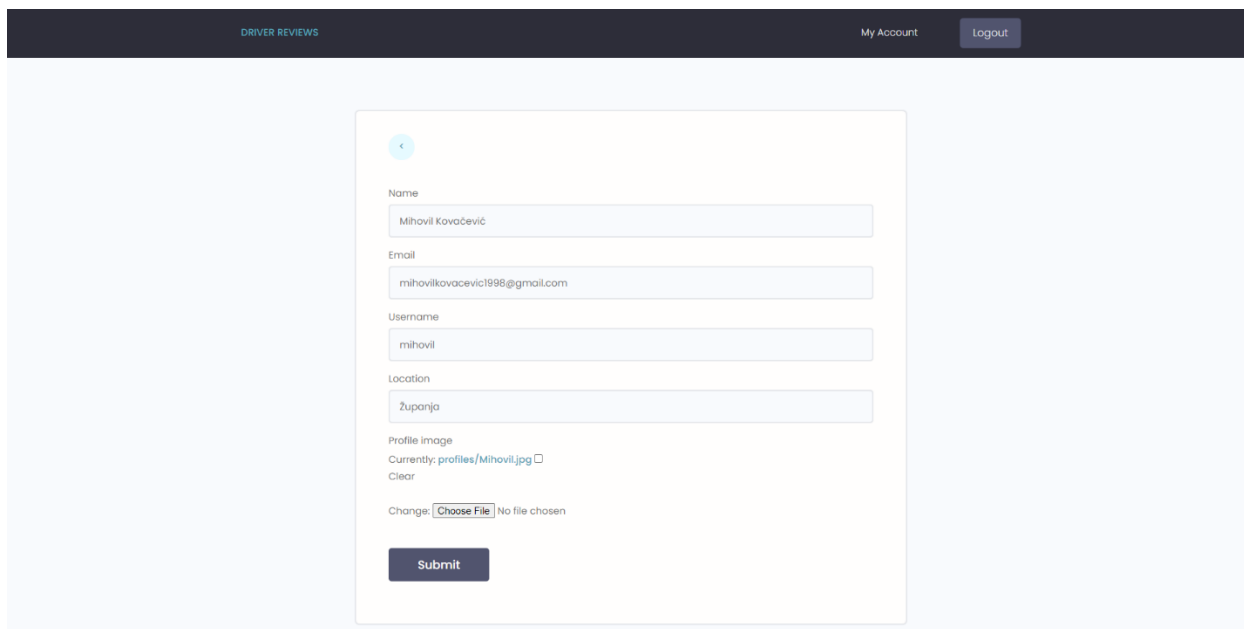 DRIVER REVIEWS My Account Logout
<
Name
Mihovil Kovačević
Email
mihovilkovacevic1998@gmail.com
Username
mihovil
Location
Županja
Profile image
Currently: profiles/Mihovil.jpg
Clear
Change: Choose File No file chosen
Submit